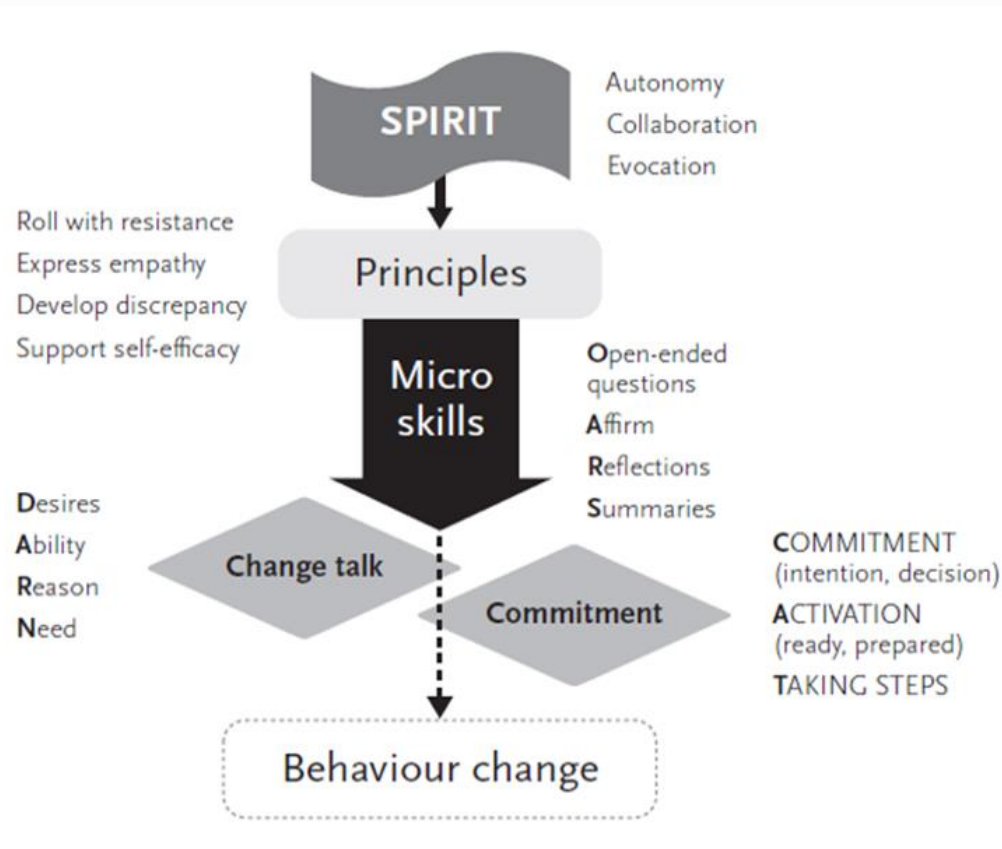 SPIRIT
Autonomy
Collaboration
Evocation
Roll with resistance
Express empathy
Develop discrepancy
Support self-efficacy
Principles
Micro
skills
Open-ended
questions
Affirm
Reflections
Summaries
Desires
Ability
Reason
Need
Change talk
Commitment
COMMITMENT
(intention, decision)
ACTIVATION
(ready, prepared)
TAKING STEPS
Behaviour change